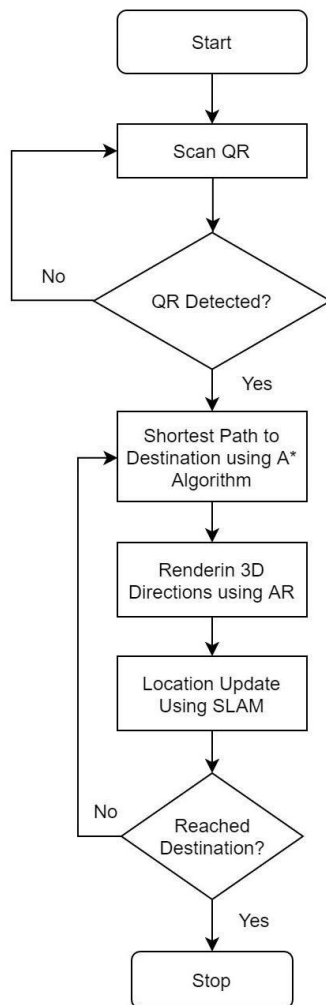 Start
Scan QR
No
QR Detected?
Yes
Shortest Path to
Destination using A*
Algorithm
Renderin 3D
Directions using AR
Location Update
Using SLAM
No
Reached
Destination?
Yes
Stop